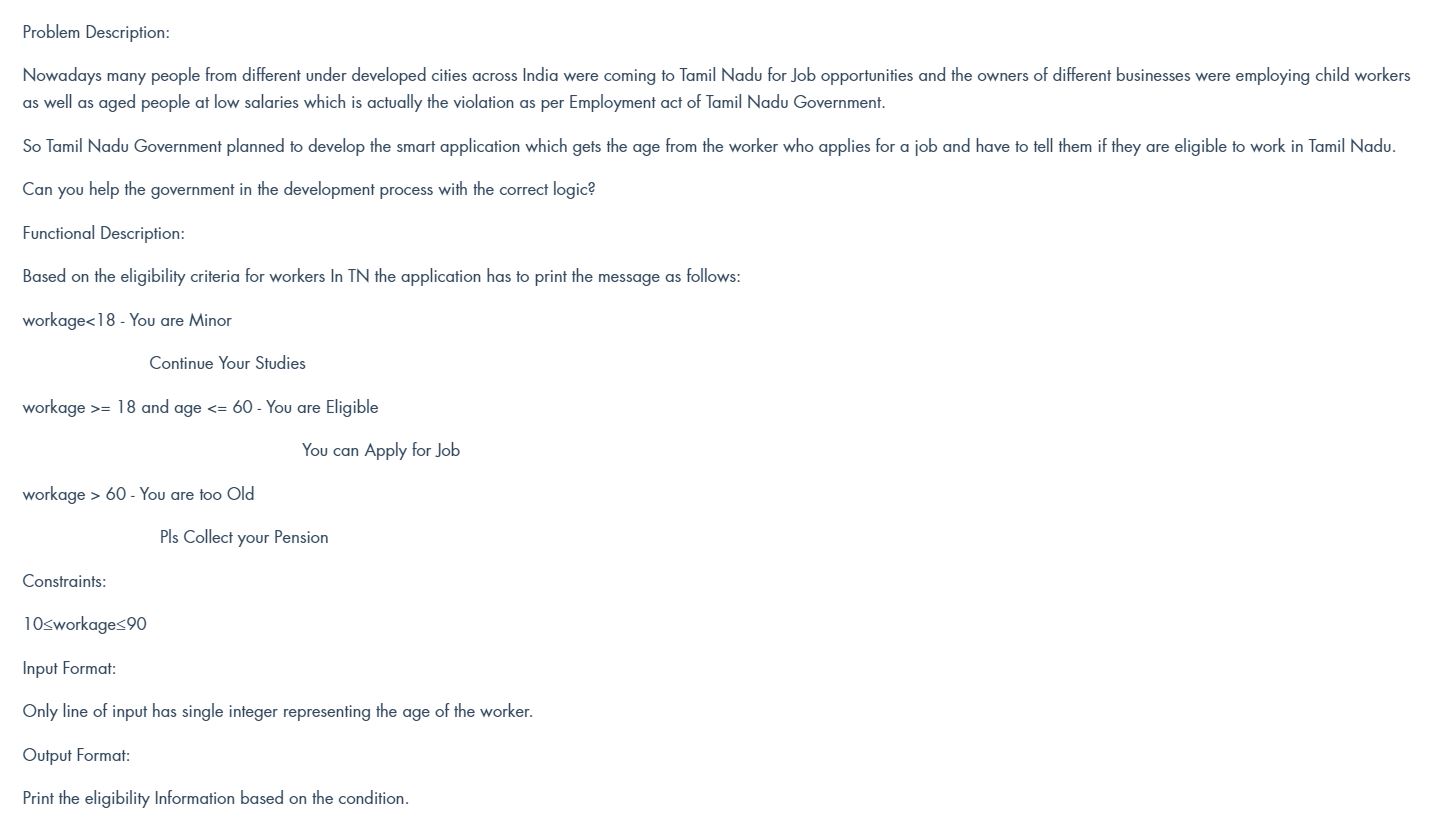 Problem Description:
Nowadays many people from different under developed cities across India were coming to Tamil Nadu for Job opportunities and the owners of different businesses were employing child workers
as well as aged people at low salaries which is actually the violation as per Employment act of Tamil Nadu Government.
So Tamil Nadu Government planned to develop the smart application which gets the age from the worker who applies for a job and have to tell them if they are eligible to work in Tamil Nadu.
Can you help the government in the development process with the correct logic?
Functional Description:
Based on the eligibility criteria for workers In TN the application has to print the message as follows:
workage<18 - You are Minor
Continue Your Studies
workage >= 18 and age <= 60 - You are Eligible
You can Apply for Job
workage > 60 - You are too Old
Pls Collect your Pension
Constraints:
10≤workage≤90
Input Format:
Only line of input has single integer representing the age of the worker.
Output Format:
Print the eligibility Information based on the condition.